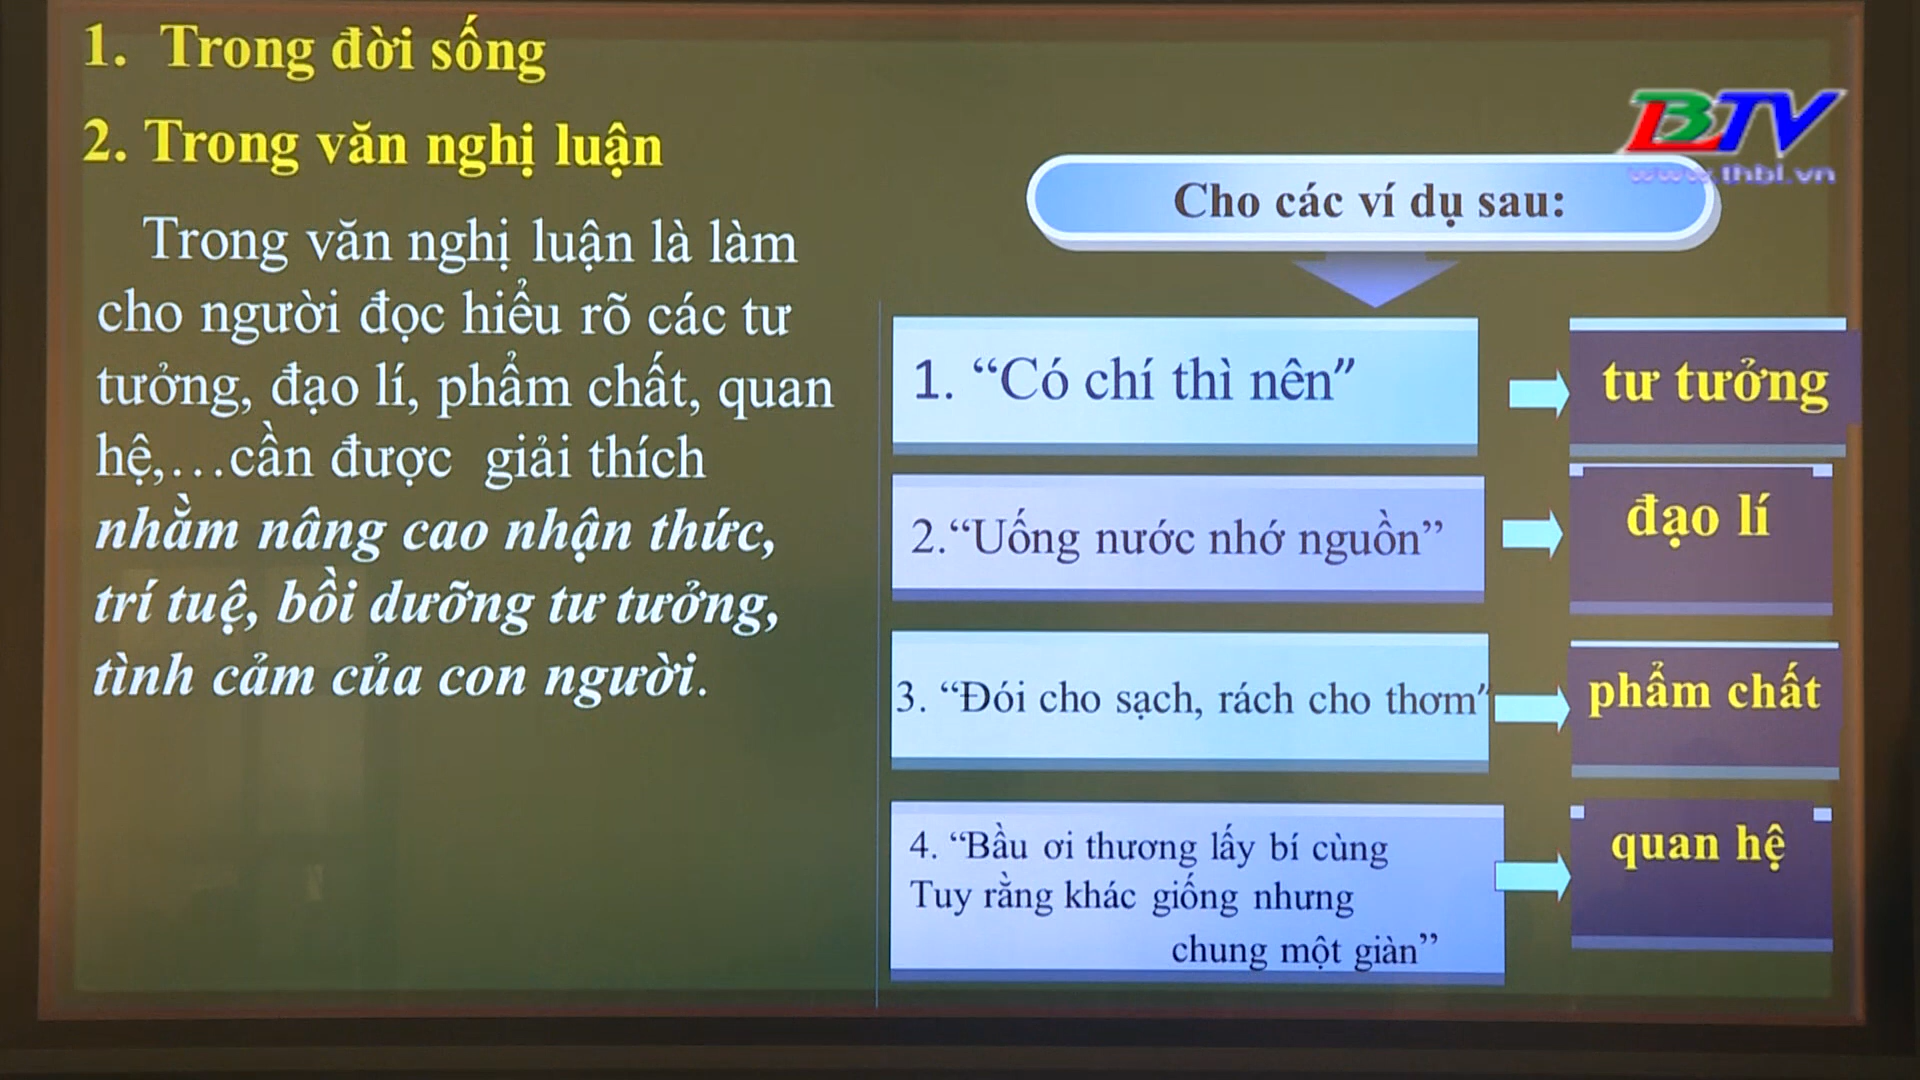 1. Trong đời sống
2. Trong văn nghị luận
Trong văn nghị luận là làm
cho người đọc hiểu rõ các tư
tưởng, đạo lí, phẩm chất, quan
hệ,…cần được giải thích
nhằm nâng cao nhận thức,
trí tuệ, bồi dưỡng tư tưởng,
tình cảm của con người.
BTV
www.thbl.vn
Cho các ví dụ sau:
1. “Có chí thì nên”
tư tưởng
2.“Uống nước nhớ nguồn”
đạo lí
3. “Đói cho sạch, rách cho thơm”
phẩm chất
4. “Bầu ơi thương lấy bí cùng
Tuy rằng khác giống nhưng
chung một giàn”
quan hệ